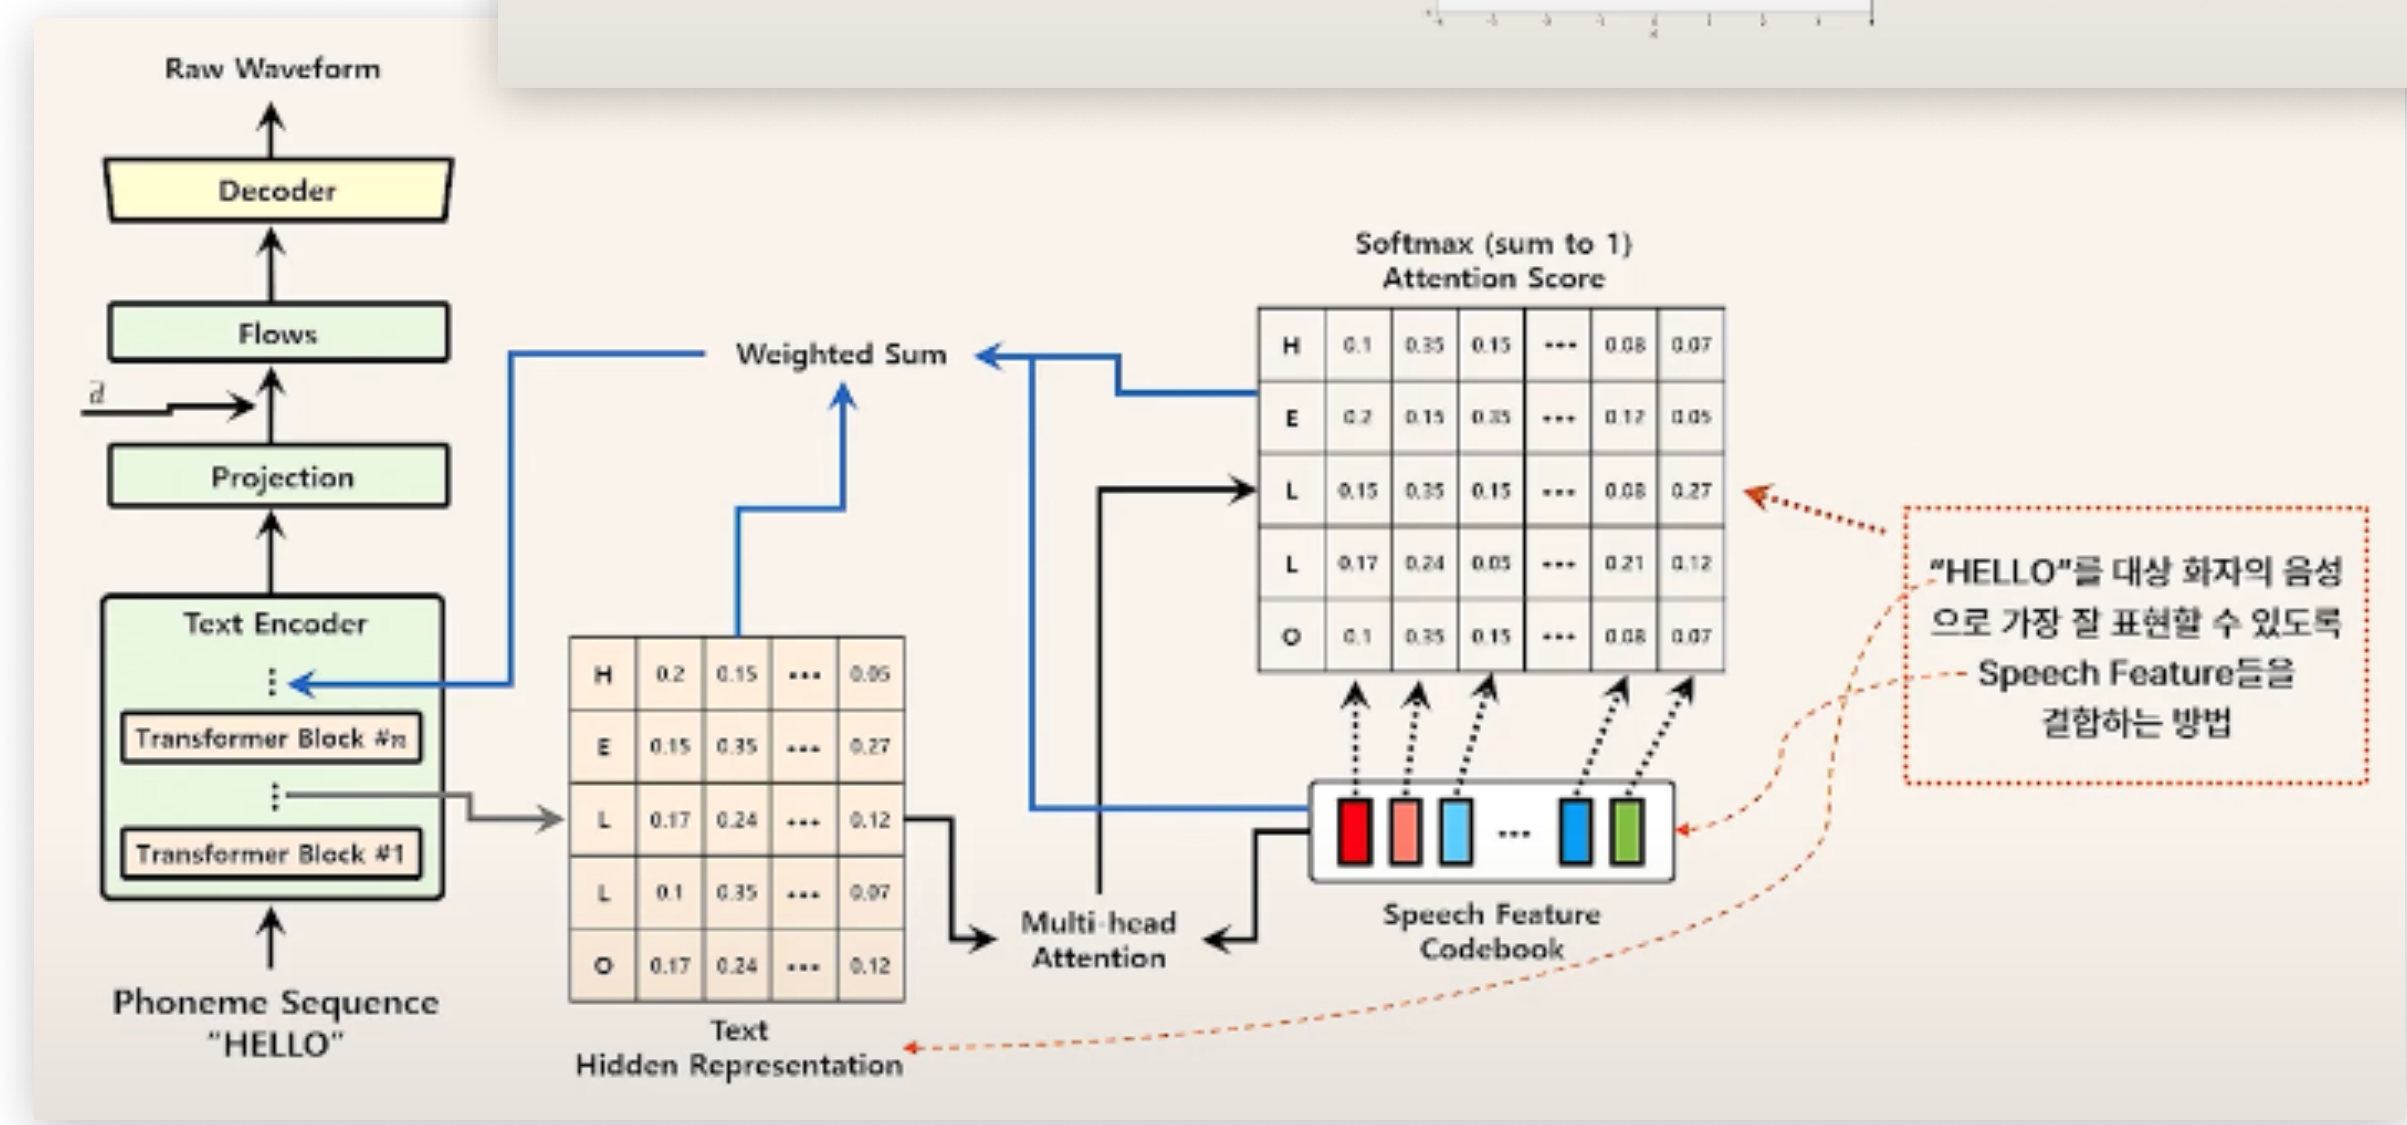 Raw Waveform
Decoder
Flows
d
Projection
Text Encoder
Transformer Block #n
Transformer Block #1
Phoneme Sequence
"HELLO"
Weighted Sum
H 0.2 0.15 ... 0.05
E 0.15 0.35 ... 0.27
L 0.17 0.24 ... 0.12
L 0.1 0.35 ... 0.07
O 0.17 0.24 ... 0.12
Text
Hidden Representation
Multi-head
Attention
Softmax (sum to 1)
Attention Score
H 0.1 0.35 0.15 ... 0.08 0.07
E 0.2 0.15 0.35 ... 0.12 0.05
L 0.15 0.35 0.15 ... 0.08 0.27
L 0.17 0.24 0.05 ... 0.21 0.12
O 0.1 0.35 0.15 ... 0.08 0.07
Speech Feature
Codebook
"HELLO"를 대상 화자의 음성
으로 가장 잘 표현할 수 있도록
Speech Feature들을
결합하는 방법